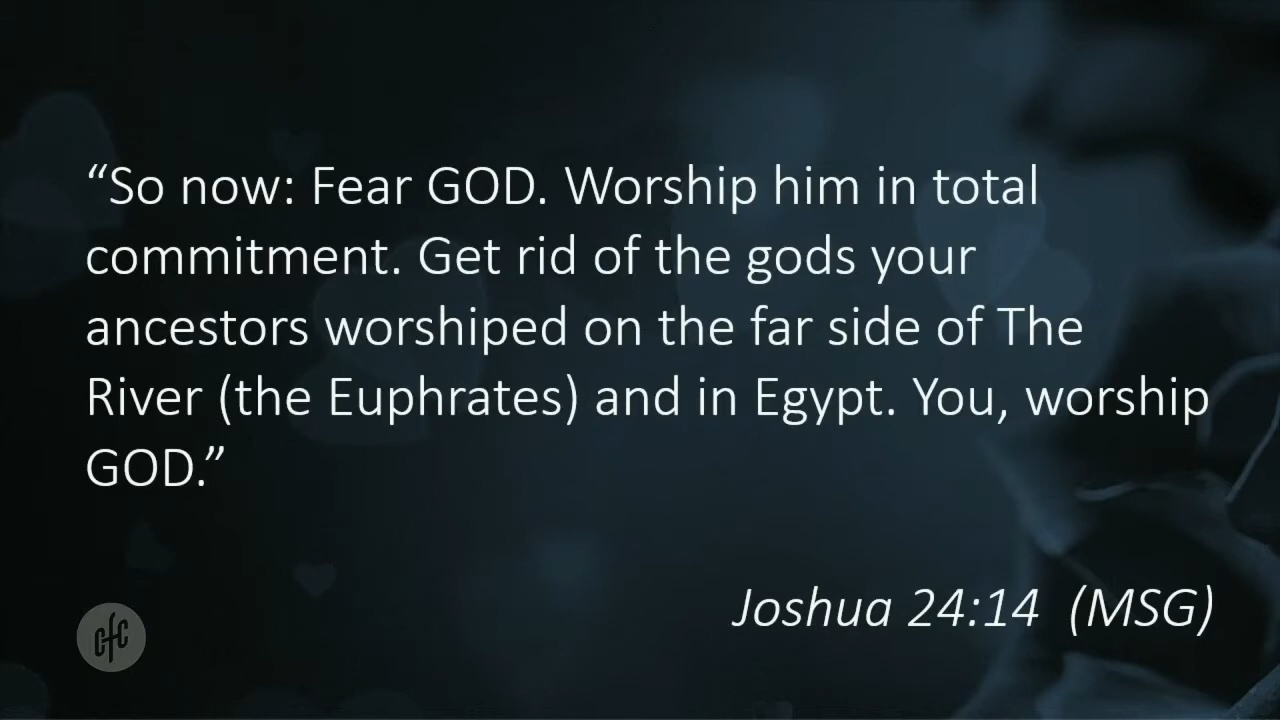 “So now: Fear GOD. Worship him in total
commitment. Get rid of the gods your
ancestors worshiped on the far side of The
River (the Euphrates) and in Egypt. You, worship
GOD.”
Joshua 24:14  (MSG)
cfc